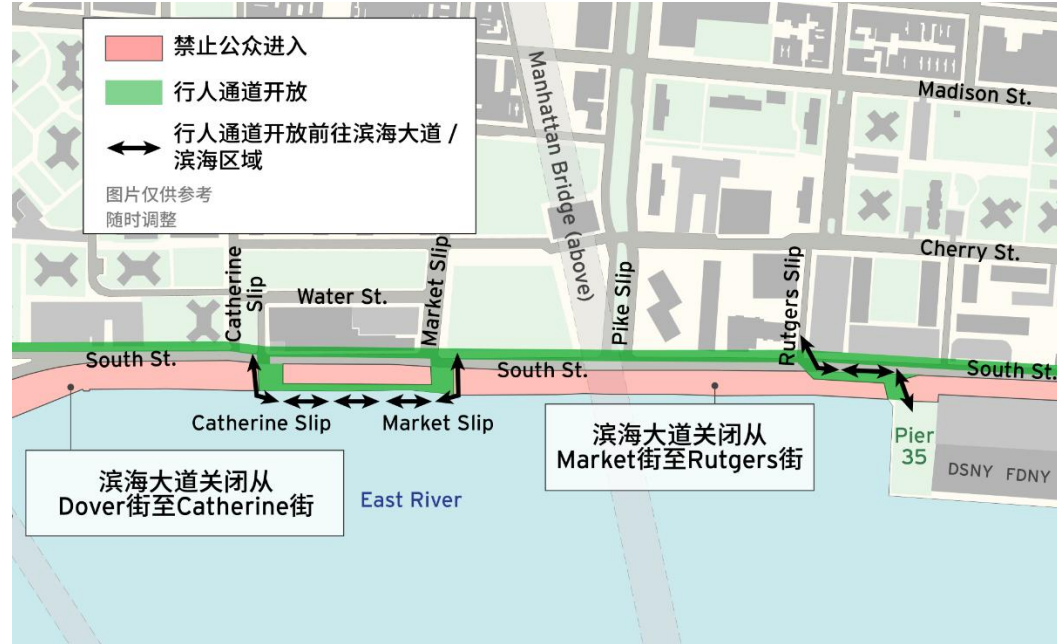 禁止公众进入
行人通道开放
行人通道开放前往滨海大道 /
滨海区域
图片仅供参考
随时调整
Madison St.
Manhattan Bridge (above)
Cherry St.
Catherine
Slip
Water St.
Market Slip
Pike Slip
Rutgers Slip
South St.
South St.
South St.
Catherine Slip
Market Slip
滨海大道关闭从
Dover街至Catherine街
滨海大道关闭从
Market街至Rutgers街
East River
Pier
35
DSNY
FDNY